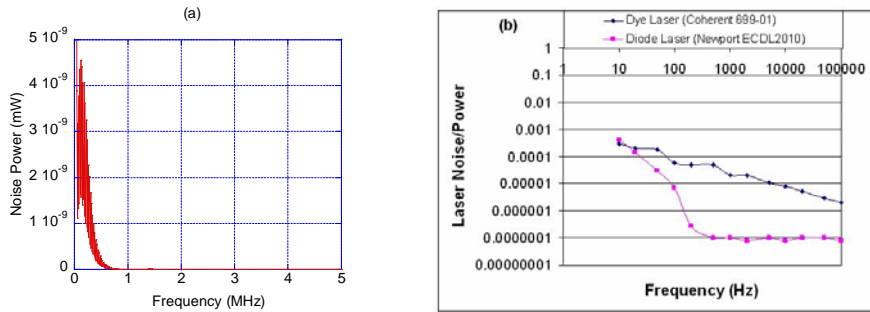 (a)
5 10⁻⁹
4 10⁻⁹
3 10⁻⁹
2 10⁻⁹
1 10⁻⁹
0
Noise Power (mW)
0 1 2 3 4 5
Frequency (MHz)
(b)
Dye Laser (Coherent 699-01)
Diode Laser (Newport ECDL2010)
1
0.1
0.01
0.001
0.0001
0.00001
0.000001
0.0000001
0.00000001
1 10 100 1000 10000 100000
Laser Noise/Power
Frequency (Hz)